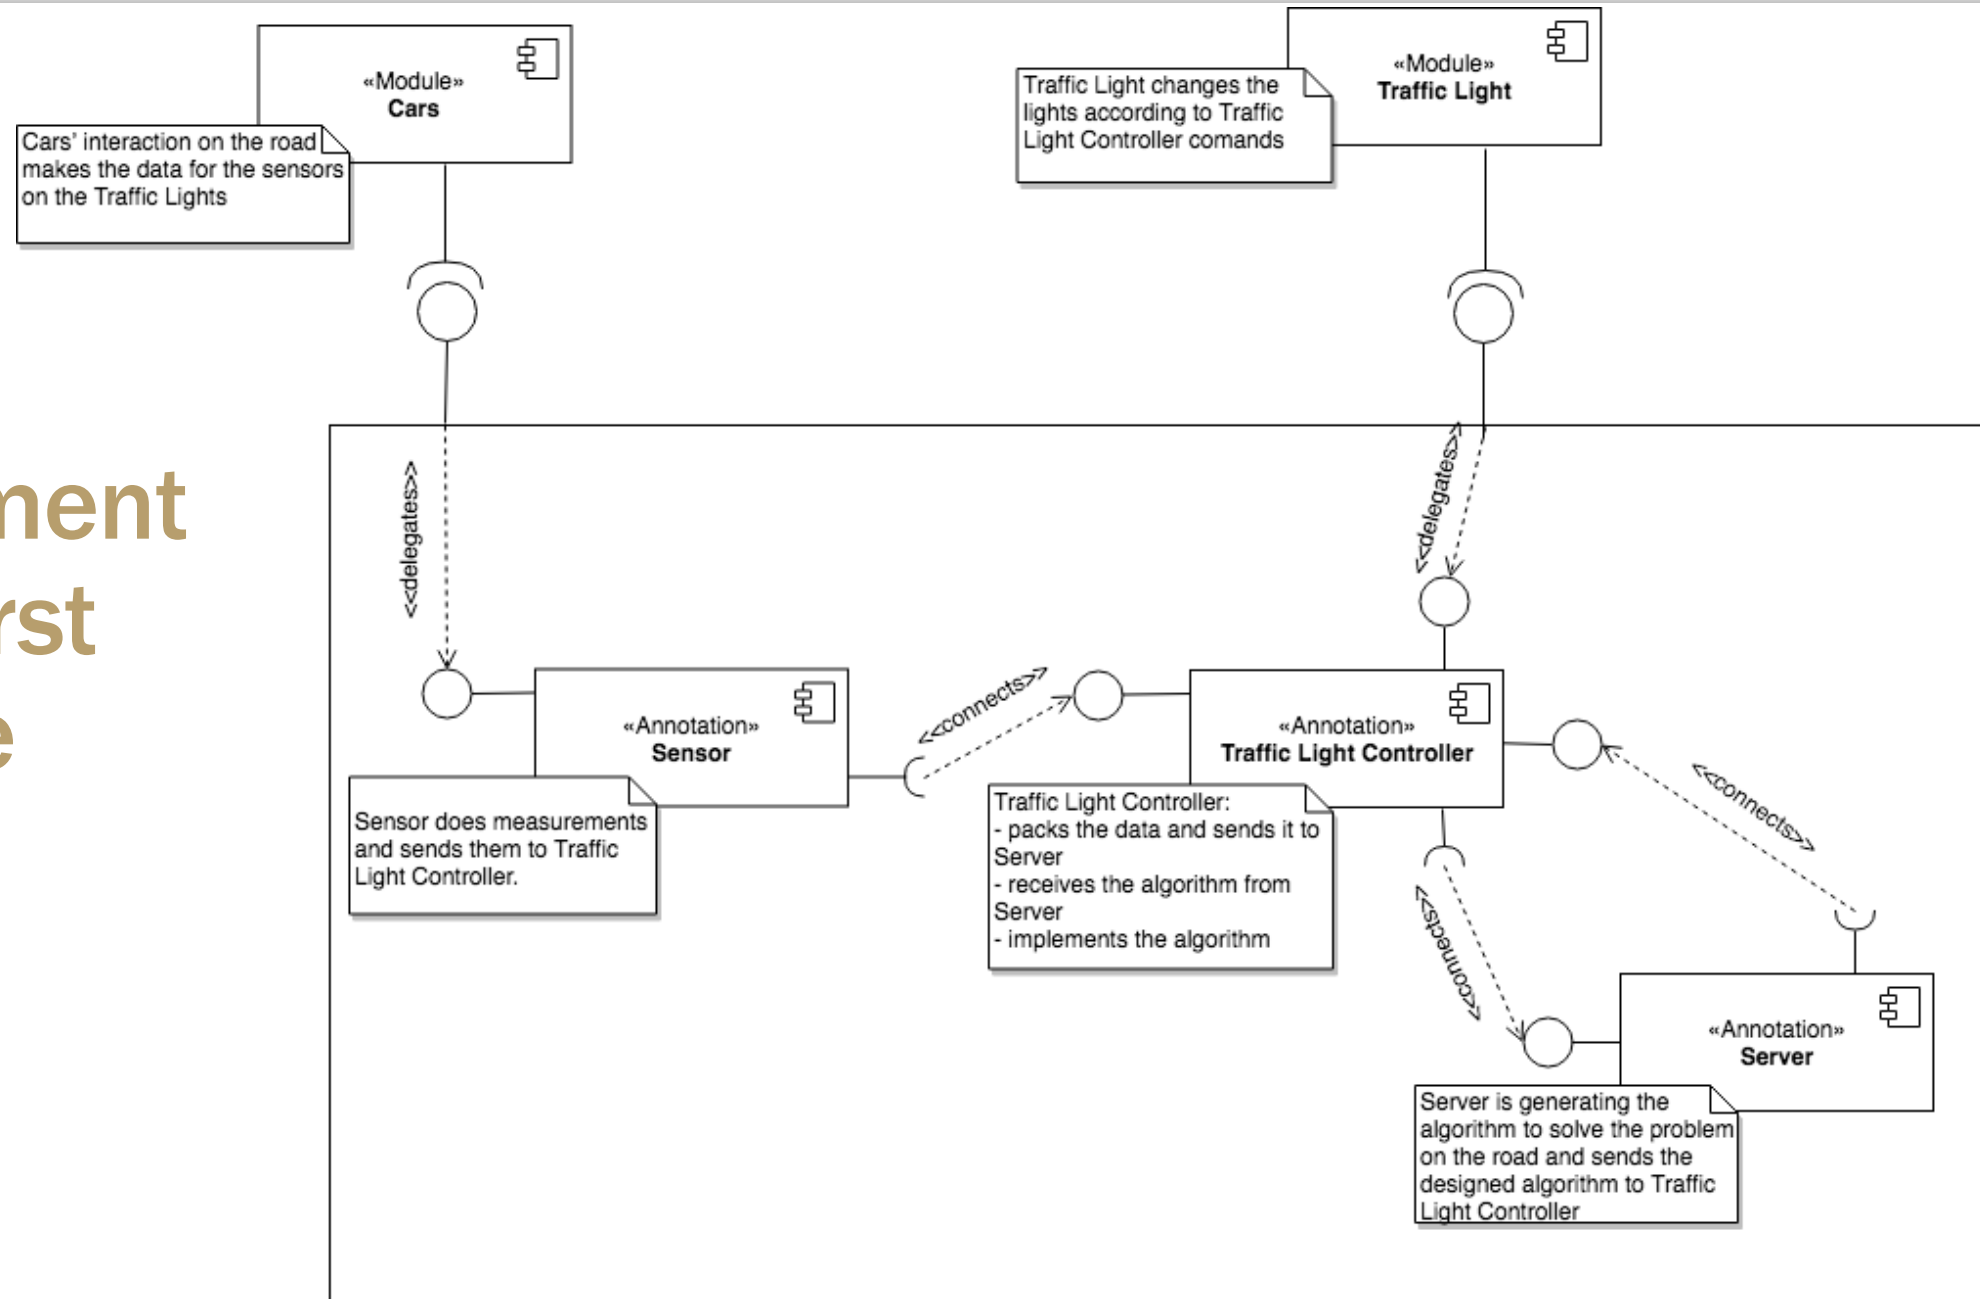 «Module»
Cars
Cars' interaction on the road
makes the data for the sensors
on the Traffic Lights
«Module»
Traffic Light
Traffic Light changes the
lights according to Traffic
Light Controller comands
ment
rst
e
<<delegates>>
<<delegates>>
«Annotation»
Sensor
Sensor does measurements
and sends them to Traffic
Light Controller.
<<connects>>
«Annotation»
Traffic Light Controller
Traffic Light Controller:
- packs the data and sends it to
Server
- receives the algorithm from
Server
- implements the algorithm
<<connects>>
<<connects>>
«Annotation»
Server
Server is generating the
algorithm to solve the problem
on the road and sends the
designed algorithm to Traffic
Light Controller